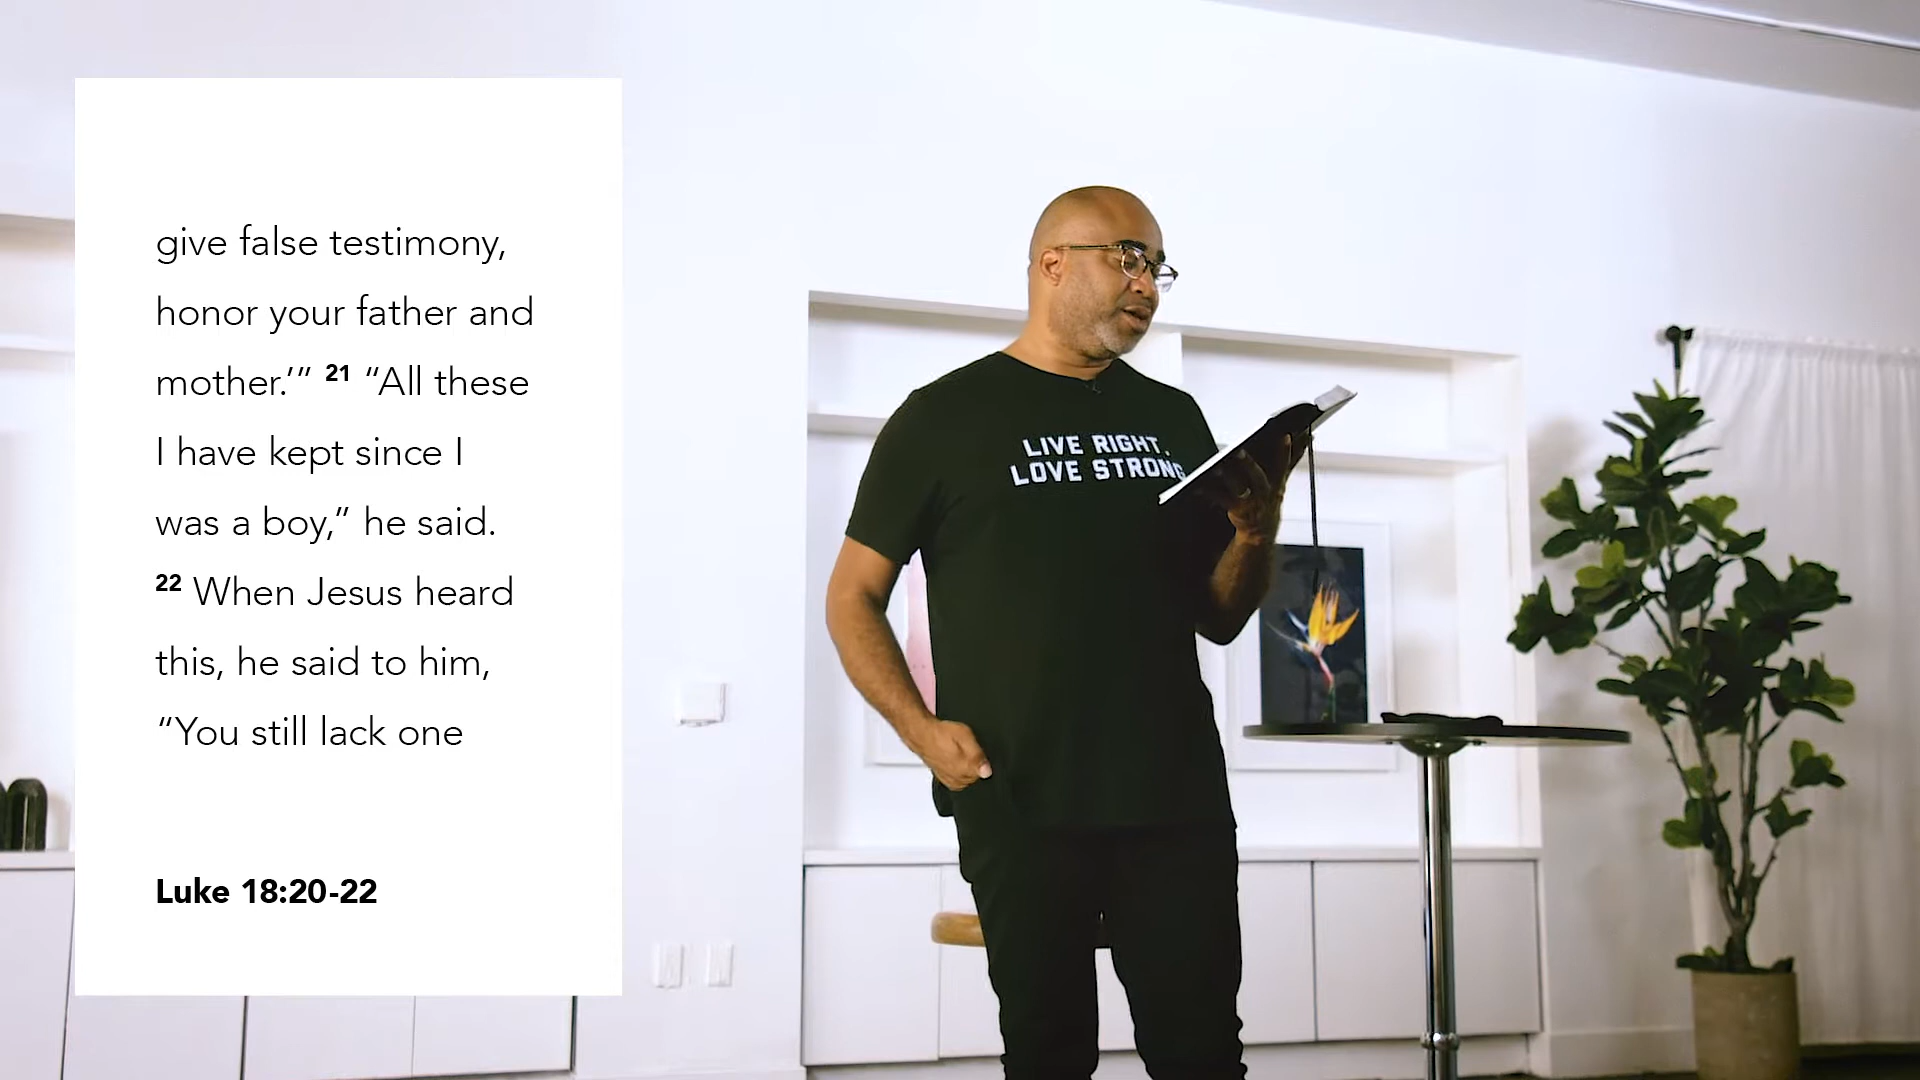 give false testimony,
honor your father and
mother.’” 21 “All these
I have kept since I
was a boy,” he said.
22 When Jesus heard
this, he said to him,
“You still lack one
Luke 18:20-22
LIVE RIGHT.
LOVE STRONG